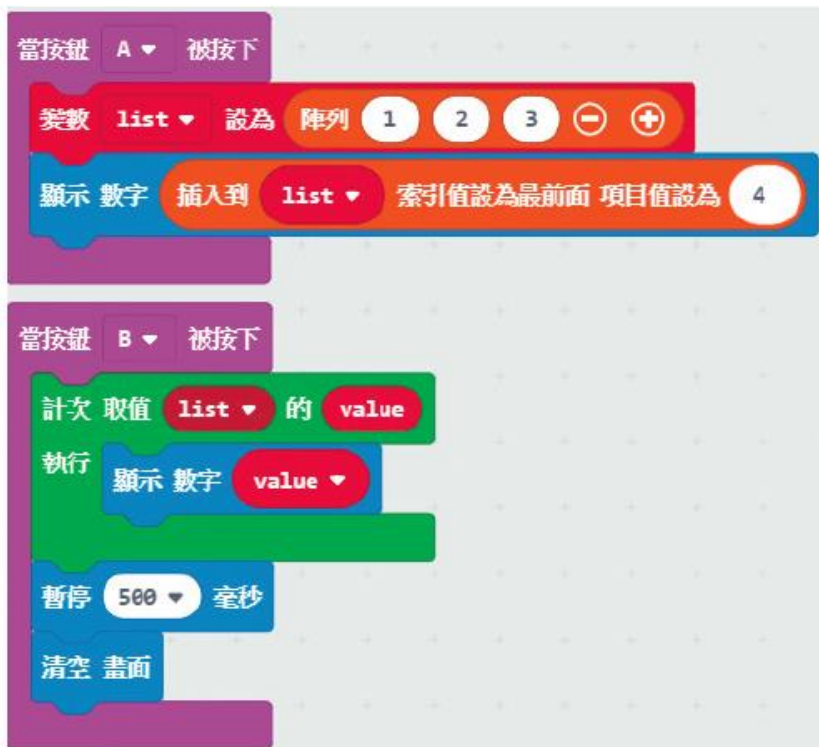 當按鈕 A 被按下
變數 list 設為 陣列 1 2 3
顯示 數字 插入到 list 索引值設為最前面 項目值設為 4
當按鈕 B 被按下
計次 取值 list 的 value
執行
顯示 數字 value
暫停 500 毫秒
清空 畫面